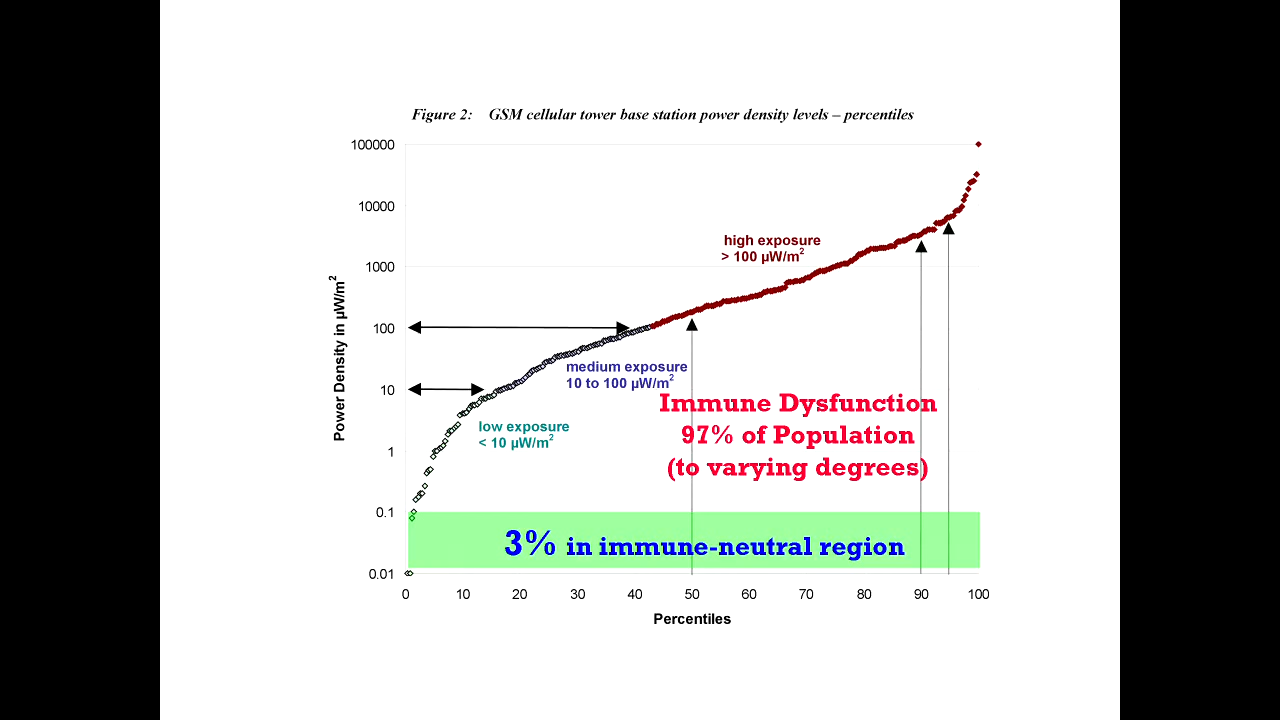 Figure 2: GSM cellular tower base station power density levels – percentiles
100000
10000
1000
100
10
1
0.1
0.01
Power Density in µW/m²
high exposure
> 100 µW/m²
medium exposure
10 to 100 µW/m²
low exposure
< 10 µW/m²
Immune Dysfunction
97% of Population
(to varying degrees)
3% in immune-neutral region
0 10 20 30 40 50 60 70 80 90 100
Percentiles